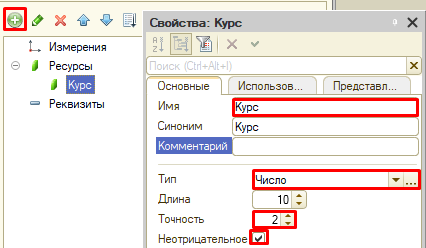 Свойства: Курс
Измерения
Ресурсы
Курс
Реквизиты
Поиск (Ctrl+Alt+I)
Основные
Использов...
Представл...
Имя
Курс
Синоним
Курс
Комментарий
Тип
Число
...
Длина
10
Точность
2
Неотрицательное